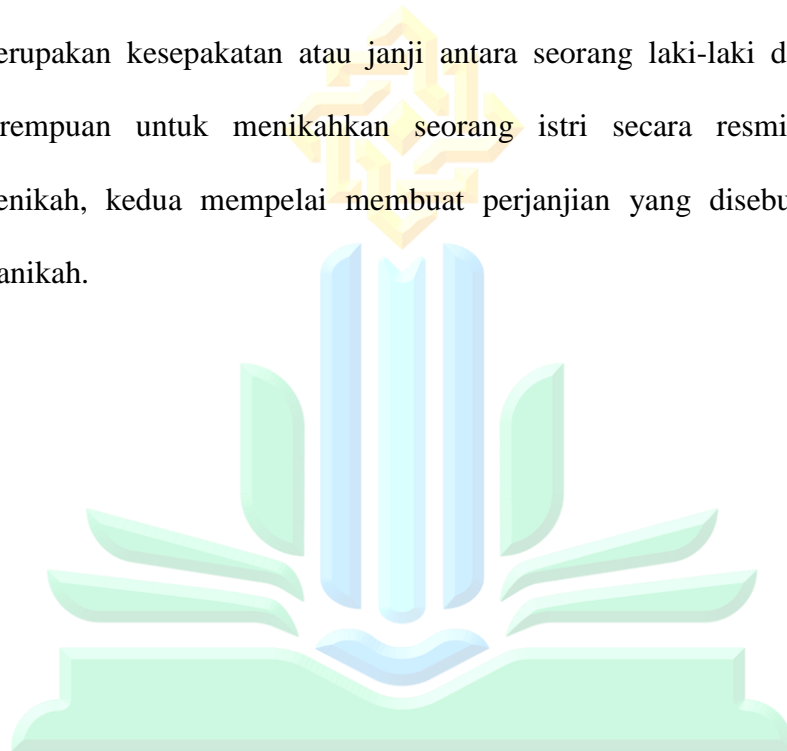 erupakan kesepakatan atau janji antara seorang laki-laki d
rempuan untuk menikahkan seorang istri secara resmi
enikah, kedua mempelai membuat perjanjian yang disebu
anikah.